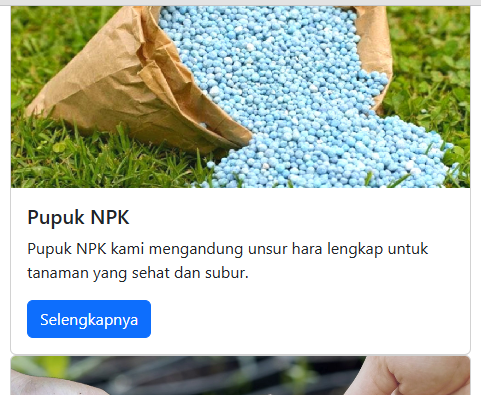 Pupuk NPK
Pupuk NPK kami mengandung unsur hara lengkap untuk
tanaman yang sehat dan subur.
Selengkapnya